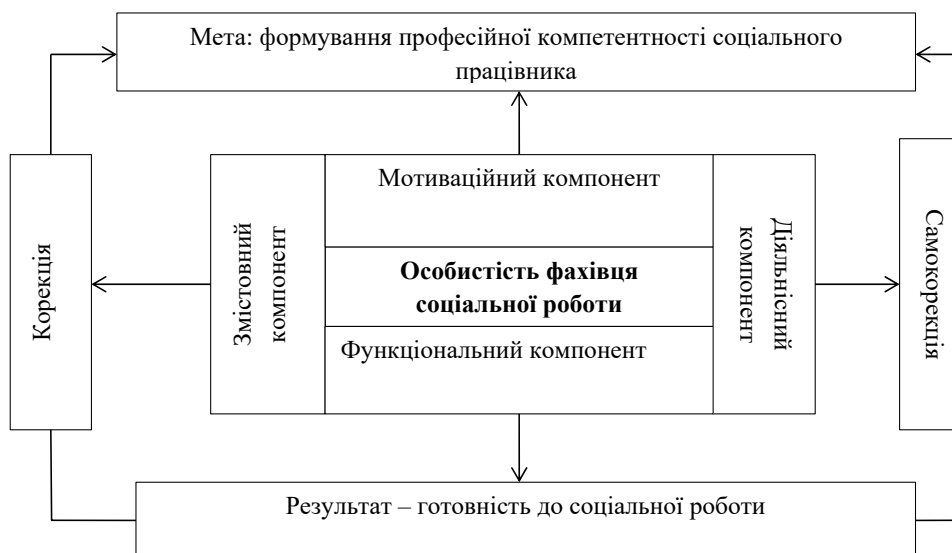 Мета: формування професійної компетентності соціального
працівника
Корекція
Змістовний
компонент
Мотиваційний компонент
Особистість фахівця
соціальної роботи
Функціональний компонент
Діяльнісний
компонент
Самокорекція
Результат – готовність до соціальної роботи